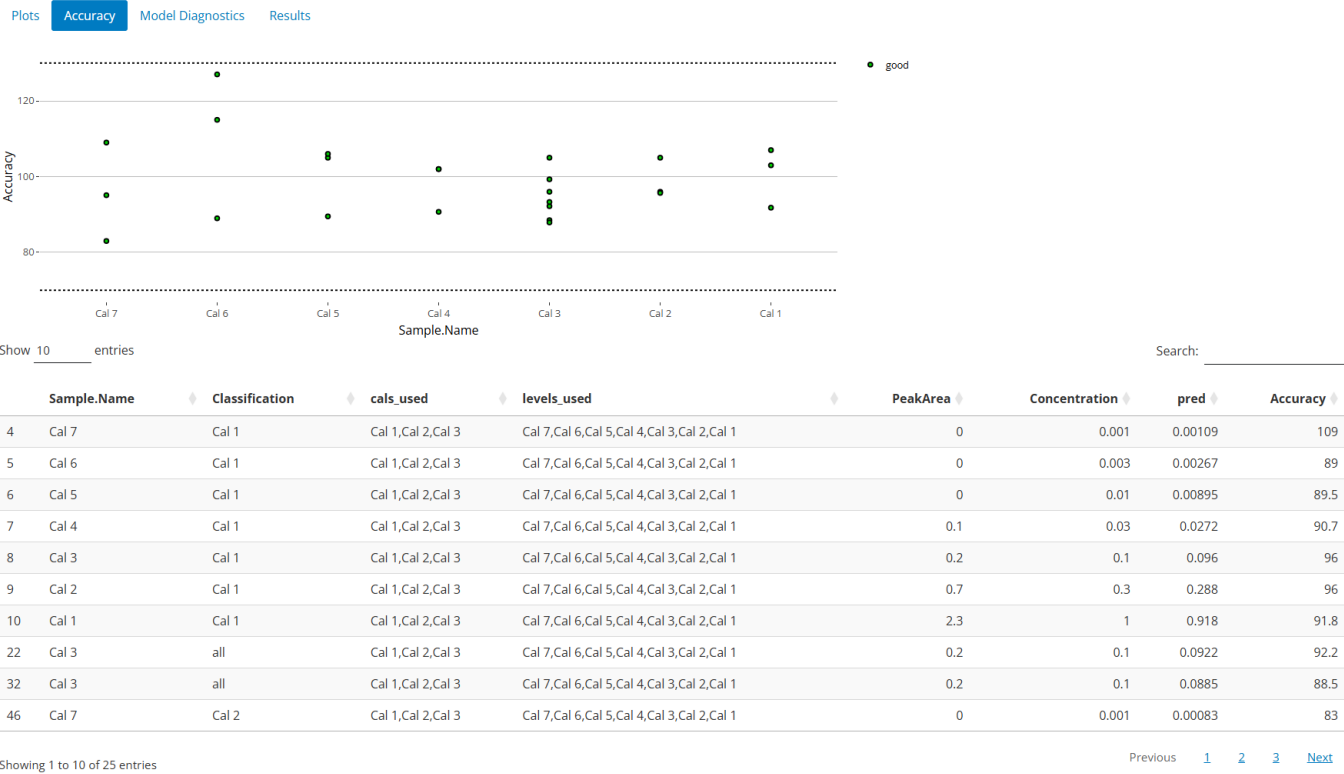 Plots Accuracy Model Diagnostics Results
good
120
100
80
Accuracy
Cal 7 Cal 6 Cal 5 Cal 4 Cal 3 Cal 2 Cal 1
Sample.Name
Show 10 entries
Search:
Sample.Name Classification cals_used levels_used PeakArea Concentration pred Accuracy
4 Cal 7 Cal 1 Cal 1,Cal 2,Cal 3 Cal 7,Cal 6,Cal 5,Cal 4,Cal 3,Cal 2,Cal 1 0 0.001 0.00109 109
5 Cal 6 Cal 1 Cal 1,Cal 2,Cal 3 Cal 7,Cal 6,Cal 5,Cal 4,Cal 3,Cal 2,Cal 1 0 0.003 0.00267 89
6 Cal 5 Cal 1 Cal 1,Cal 2,Cal 3 Cal 7,Cal 6,Cal 5,Cal 4,Cal 3,Cal 2,Cal 1 0 0.01 0.00895 89.5
7 Cal 4 Cal 1 Cal 1,Cal 2,Cal 3 Cal 7,Cal 6,Cal 5,Cal 4,Cal 3,Cal 2,Cal 1 0.1 0.03 0.0272 90.7
8 Cal 3 Cal 1 Cal 1,Cal 2,Cal 3 Cal 7,Cal 6,Cal 5,Cal 4,Cal 3,Cal 2,Cal 1 0.2 0.1 0.096 96
9 Cal 2 Cal 1 Cal 1,Cal 2,Cal 3 Cal 7,Cal 6,Cal 5,Cal 4,Cal 3,Cal 2,Cal 1 0.7 0.3 0.288 96
10 Cal 1 Cal 1 Cal 1,Cal 2,Cal 3 Cal 7,Cal 6,Cal 5,Cal 4,Cal 3,Cal 2,Cal 1 2.3 1 0.918 91.8
22 Cal 3 all Cal 1,Cal 2,Cal 3 Cal 7,Cal 6,Cal 5,Cal 4,Cal 3,Cal 2,Cal 1 0.2 0.1 0.0922 92.2
32 Cal 3 all Cal 1,Cal 2,Cal 3 Cal 7,Cal 6,Cal 5,Cal 4,Cal 3,Cal 2,Cal 1 0.2 0.1 0.0885 88.5
46 Cal 7 Cal 2 Cal 1,Cal 2,Cal 3 Cal 7,Cal 6,Cal 5,Cal 4,Cal 3,Cal 2,Cal 1 0 0.001 0.00083 83
Showing 1 to 10 of 25 entries
Previous 1 2 3 Next